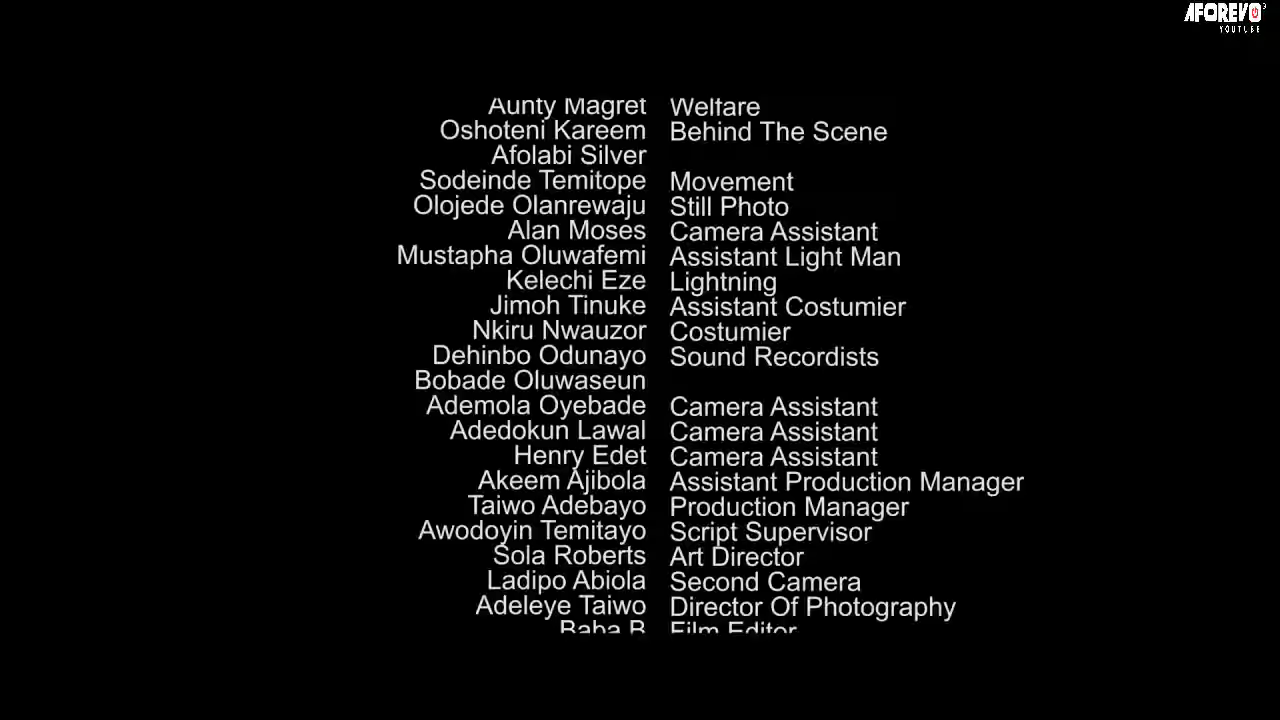 AFOREVO
YOUTUBE
Aunty Magret Welfare
Oshoteni Kareem Behind The Scene
Afolabi Silver
Sodeinde Temitope Movement
Olojede Olanrewaju Still Photo
Alan Moses Camera Assistant
Mustapha Oluwafemi Assistant Light Man
Kelechi Eze Lightning
Jimoh Tinuke Assistant Costumier
Nkiru Nwauzor Costumier
Dehinbo Odunayo Sound Recordists
Bobade Oluwaseun
Ademola Oyebade Camera Assistant
Adedokun Lawal Camera Assistant
Henry Edet Camera Assistant
Akeem Ajibola Assistant Production Manager
Taiwo Adebayo Production Manager
Awodoyin Temitayo Script Supervisor
Sola Roberts Art Director
Ladipo Abiola Second Camera
Adeleye Taiwo Director Of Photography
Baba B Film Editor